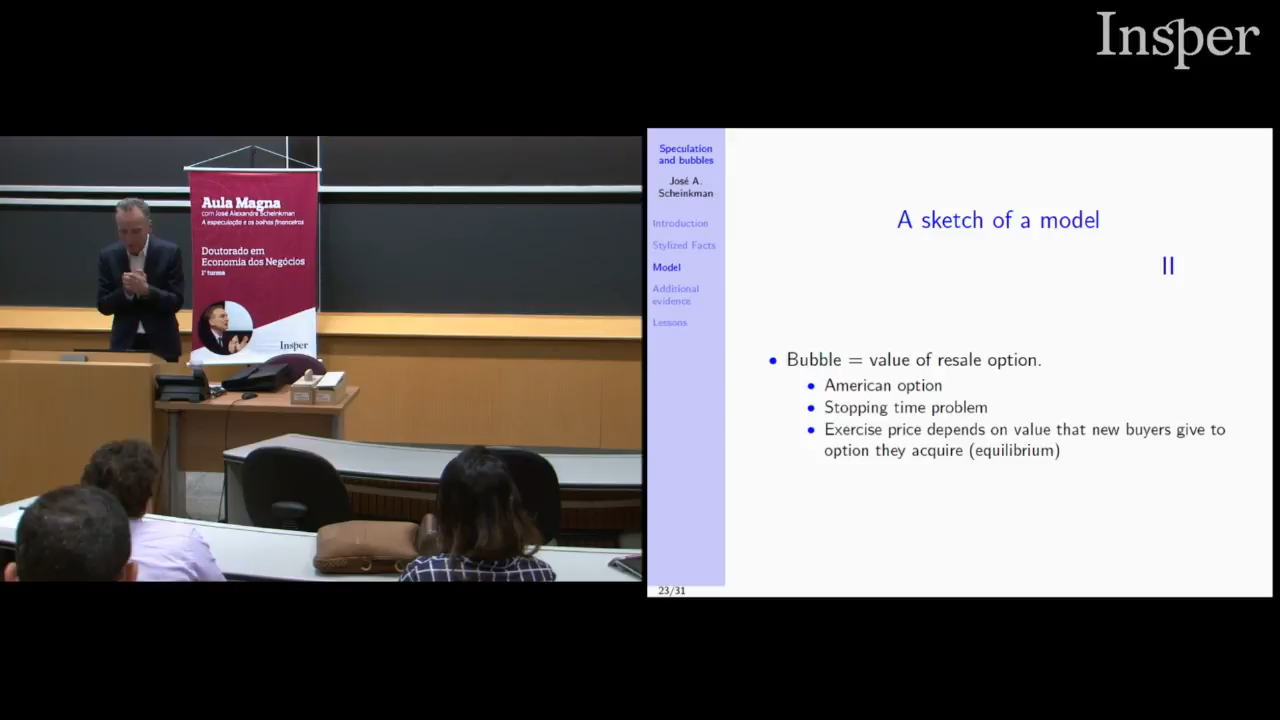 Insper
Aula Magna
com José Alexandre Scheinkman
A especulação e as bolhas financeiras
Doutorado em
Economia dos Negócios
1ª turma
Insper
Speculation
and bubbles
José A.
Scheinkman
Introduction
Stylized Facts
Model
Additional
evidence
Lessons
23/31
A sketch of a model
II
• Bubble = value of resale option.
• American option
• Stopping time problem
• Exercise price depends on value that new buyers give to
option they acquire (equilibrium)